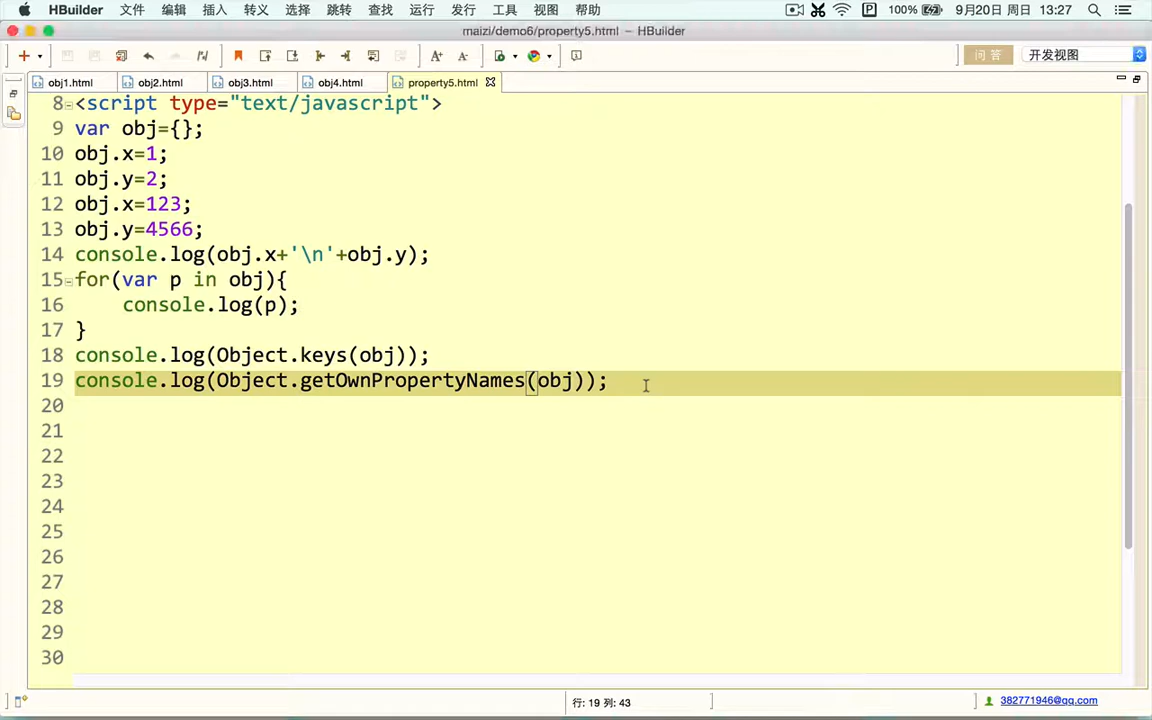 HBuilder 文件 编辑 插入 转义 选择 跳转 查找 运行 发行 工具 视图 帮助 100% 9月20日 周日 13:27
maizi/demo6/property5.html — HBuilder
问答 开发视图
obj1.html obj2.html obj3.html obj4.html property5.html
8 <script type="text/javascript">
9 var obj={};
10 obj.x=1;
11 obj.y=2;
12 obj.x=123;
13 obj.y=4566;
14 console.log(obj.x+'\n'+obj.y);
15 for(var p in obj){
16 console.log(p);
17 }
18 console.log(Object.keys(obj));
19 console.log(Object.getOwnPropertyNames(obj));
20
21
22
23
24
25
26
27
28
29
30
行: 19 列: 43 382771946@qq.com